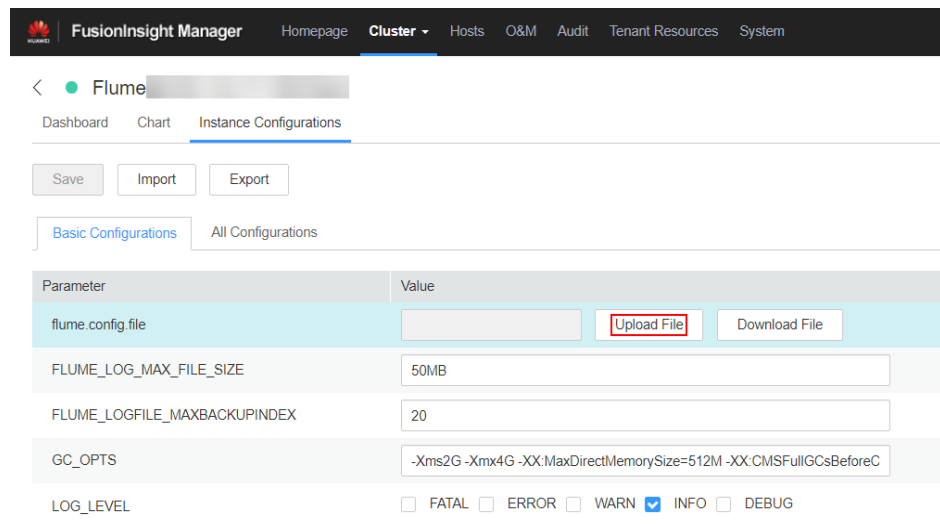 HUAWEI FusionInsight Manager Homepage Cluster Hosts O&M Audit Tenant Resources System
Flume
Dashboard Chart Instance Configurations
Save Import Export
Basic Configurations All Configurations
Parameter Value
flume.config.file Upload File Download File
FLUME_LOG_MAX_FILE_SIZE 50MB
FLUME_LOGFILE_MAXBACKUPINDEX 20
GC_OPTS -Xms2G -Xmx4G -XX:MaxDirectMemorySize=512M -XX:CMSFullGCsBeforeC
LOG_LEVEL FATAL ERROR WARN INFO DEBUG